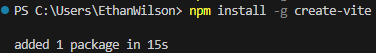 PS C:\Users\EthanWilson> npm install -g create-vite
added 1 package in 15s